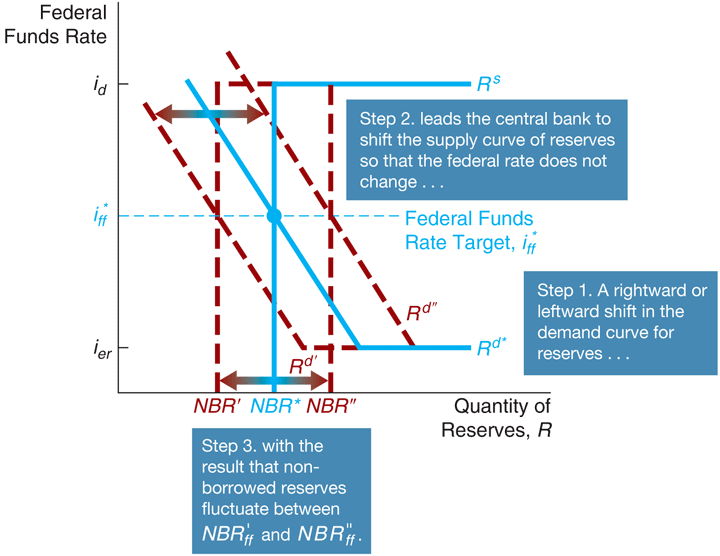 Federal
Funds Rate
i_d
R^s
Step 2. leads the central bank to
shift the supply curve of reserves
so that the federal rate does not
change . . .
i_ff^*
Federal Funds
Rate Target, i_ff^*
Step 1. A rightward or
leftward shift in the
demand curve for
reserves . . .
R^d″
i_er
R^d′
R^d*
NBR′ NBR* NBR″
Quantity of
Reserves, R
Step 3. with the
result that non-
borrowed reserves
fluctuate between
NBR′_ff and NBR″_ff.